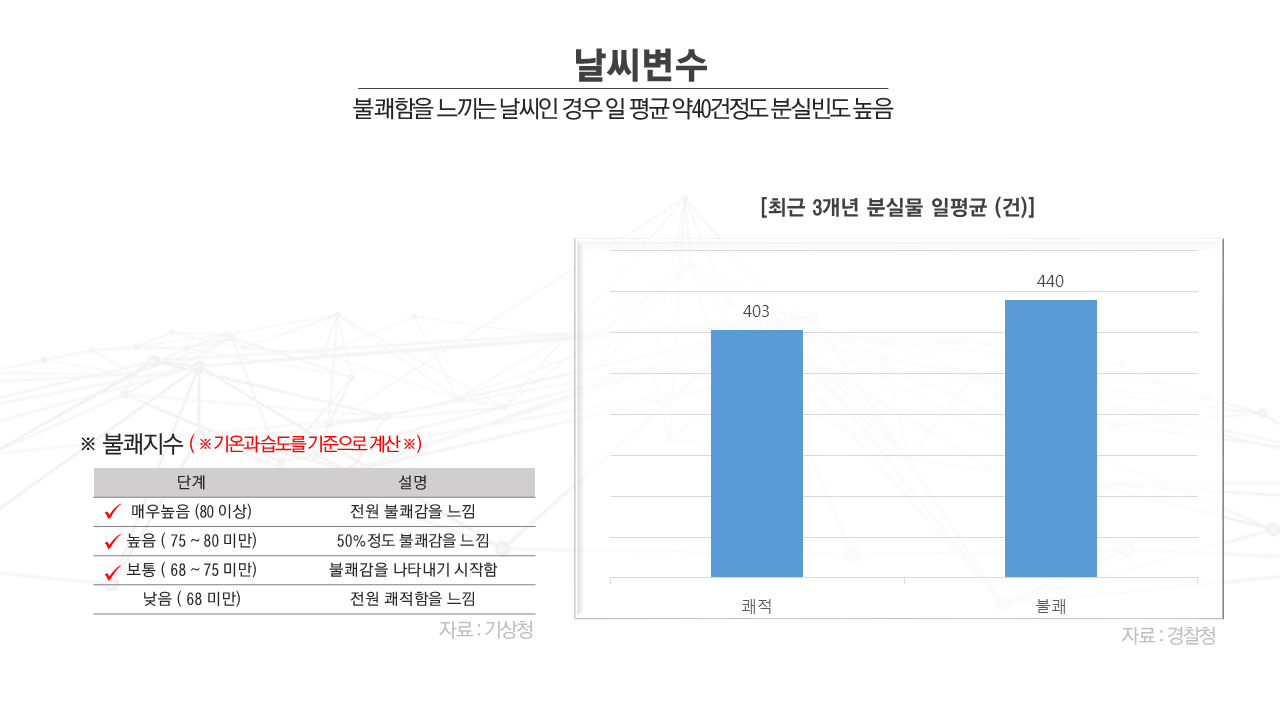 날씨변수
불쾌함을 느끼는 날씨인 경우 일 평균 약40건정도 분실빈도 높음
[최근 3개년 분실물 일평균 (건)]
403
440
쾌적
불쾌
자료 : 경찰청
※ 불쾌지수 ( ※기온과 습도를 기준으로 계산 ※)
단계 설명
매우높음 (80 이상) 전원 불쾌감을 느낌
높음 ( 75 ~ 80 미만) 50%정도 불쾌감을 느낌
보통 ( 68 ~ 75 미만) 불쾌감을 나타내기 시작함
낮음 ( 68 미만) 전원 쾌적함을 느낌
자료 : 기상청